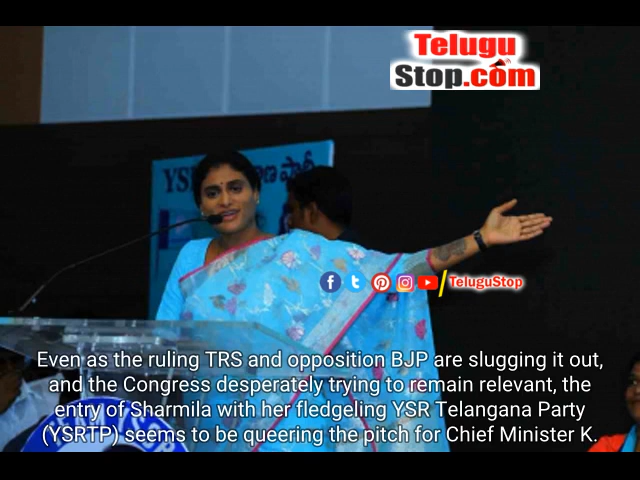 Telugu
Stop.com
YSR
పార్టీ
TeluguStop
Even as the ruling TRS and opposition BJP are slugging it out,
and the Congress desperately trying to remain relevant, the
entry of Sharmila with her fledgeling YSR Telangana Party
(YSRTP) seems to be queering the pitch for Chief Minister K.